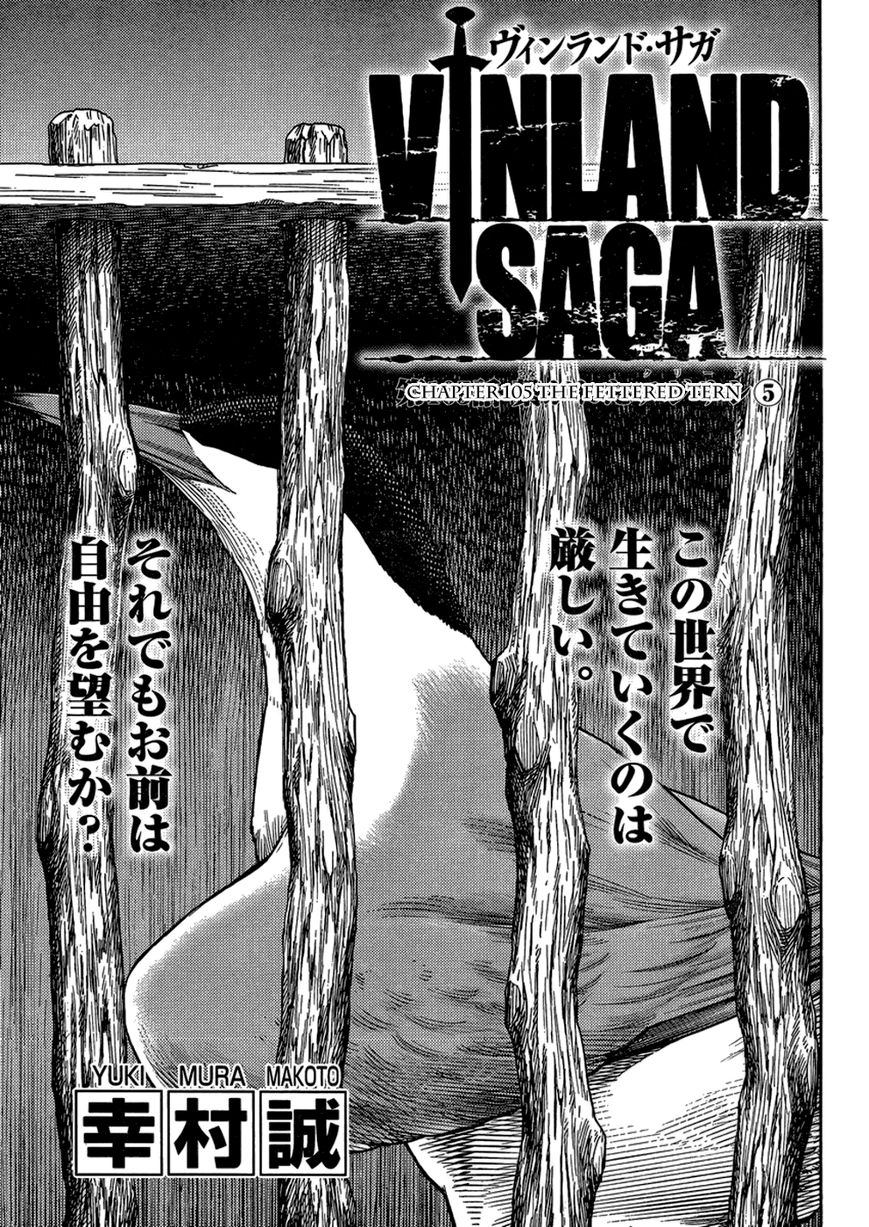 ヴィンランド・サガ
VINLAND
SAGA
CHAPTER 105 THE FETTERED TERN 5
この世界で
生きていくのは
厳しい。
それでもお前は
自由を望むか?
YUKI MURA MAKOTO
幸村誠